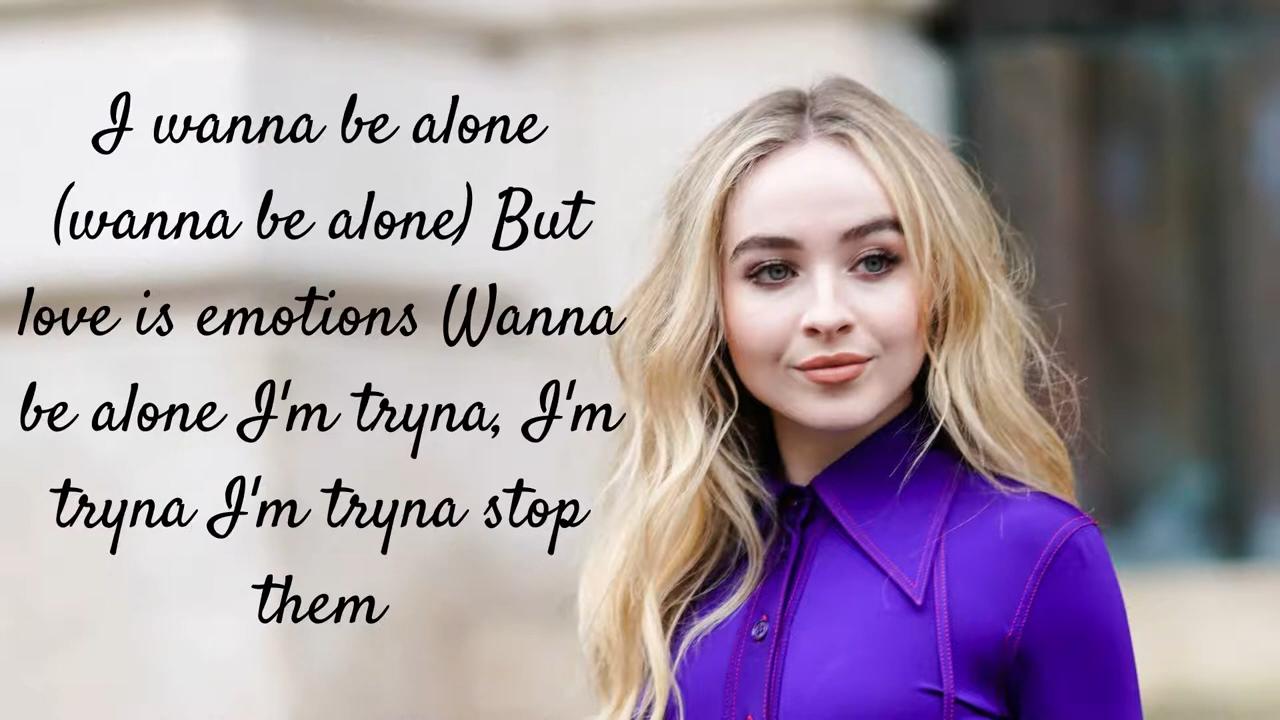 I wanna be alone
(wanna be alone) But
love is emotions (Wanna
be alone I'm tryna, I'm
tryna I'm tryna stop
them